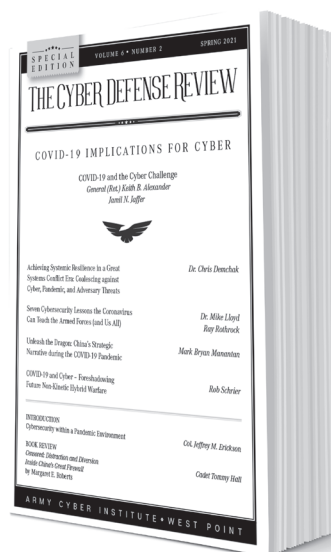 SPECIAL
EDITION
VOLUME 6 • NUMBER 2
SPRING 2021
THE CYBER DEFENSE REVIEW
COVID-19 IMPLICATIONS FOR CYBER
COVID-19 and the Cyber Challenge
General (Ret.) Keith B. Alexander
Jamil N. Jaffer
Achieving Systemic Resilience in a Great
Systems Conflict Era: Coalescing against
Cyber, Pandemic, and Adversary Threats
Dr. Chris Demchak
Seven Cybersecurity Lessons the Coronavirus
Can Teach the Armed Forces (and Us All)
Dr. Mike Lloyd
Ray Rothrock
Unleash the Dragon: China's Strategic
Narrative during the COVID-19 Pandemic
Mark Bryan Manantan
COVID-19 and Cyber – Foreshadowing
Future Non-Kinetic Hybrid Warfare
Rob Schrier
INTRODUCTION
Cybersecurity within a Pandemic Environment
Col. Jeffrey M. Erickson
BOOK REVIEW
Censored: Distraction and Diversion
Inside China's Great Firewall
by Margaret E. Roberts
Cadet Tommy Hall
ARMY CYBER INSTITUTE • WEST POINT